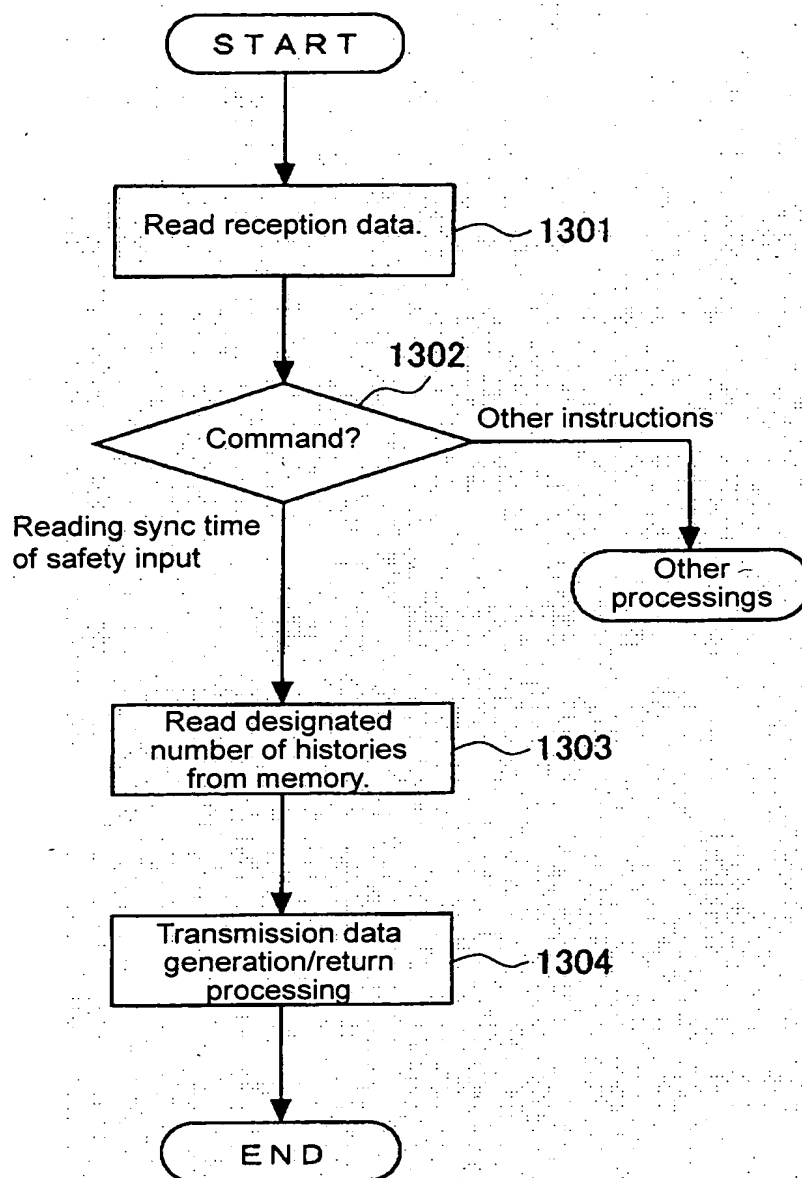 START
Read reception data.
1301
1302
Command?
Other instructions
Reading sync time
of safety input
Other
processings
Read designated
number of histories
from memory.
1303
Transmission data
generation/return
processing
1304
END